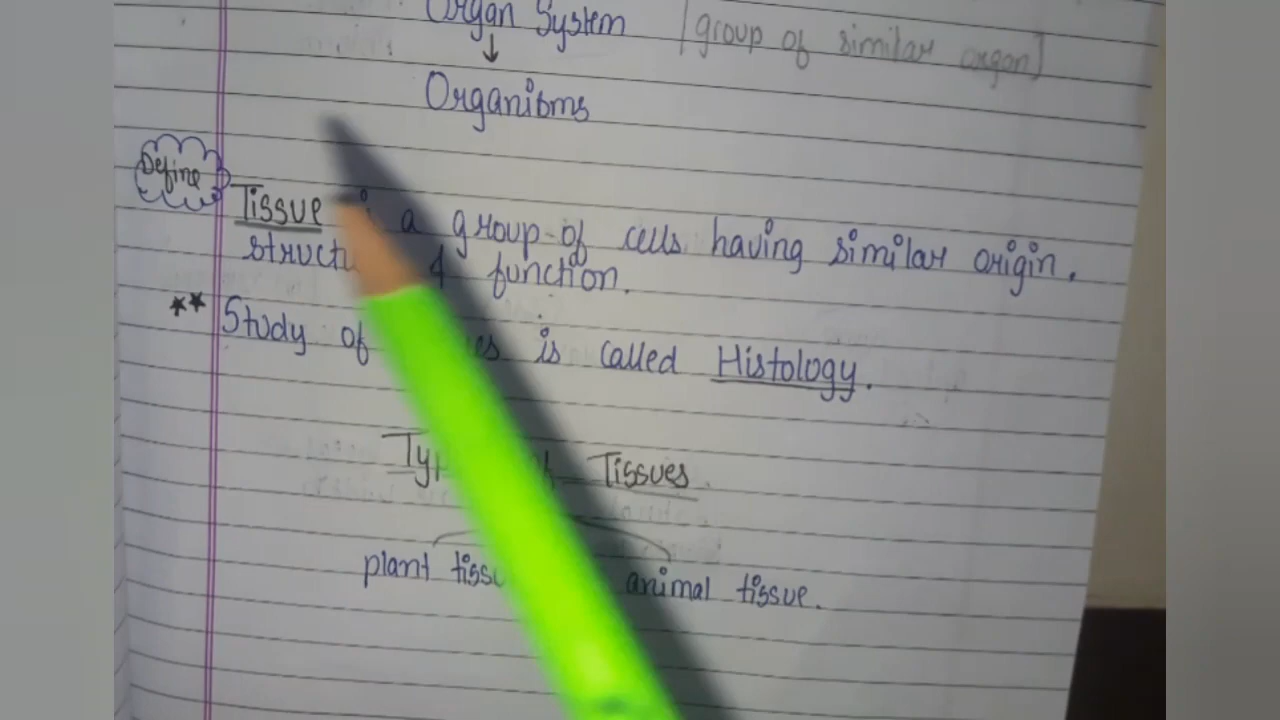 Organ System [group of similar organ]
↓
Organisms
Define
Tissue is a group of cells having similar origin,
function.
** Study of is called Histology.
Tissues
plant animal tissue.